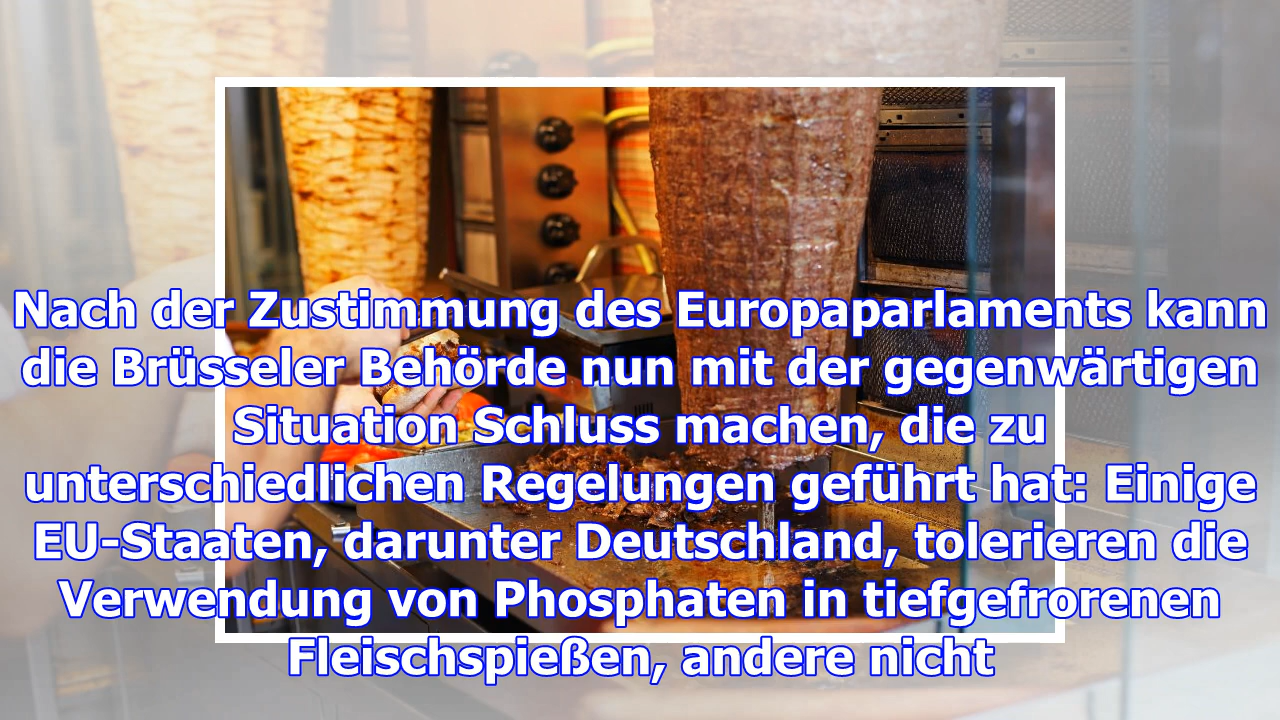 Nach der Zustimmung des Europaparlaments kann
die Brüsseler Behörde nun mit der gegenwärtigen
Situation Schluss machen, die zu
unterschiedlichen Regelungen geführt hat: Einige
EU-Staaten, darunter Deutschland, tolerieren die
Verwendung von Phosphaten in tiefgefrorenen
Fleischspießen, andere nicht